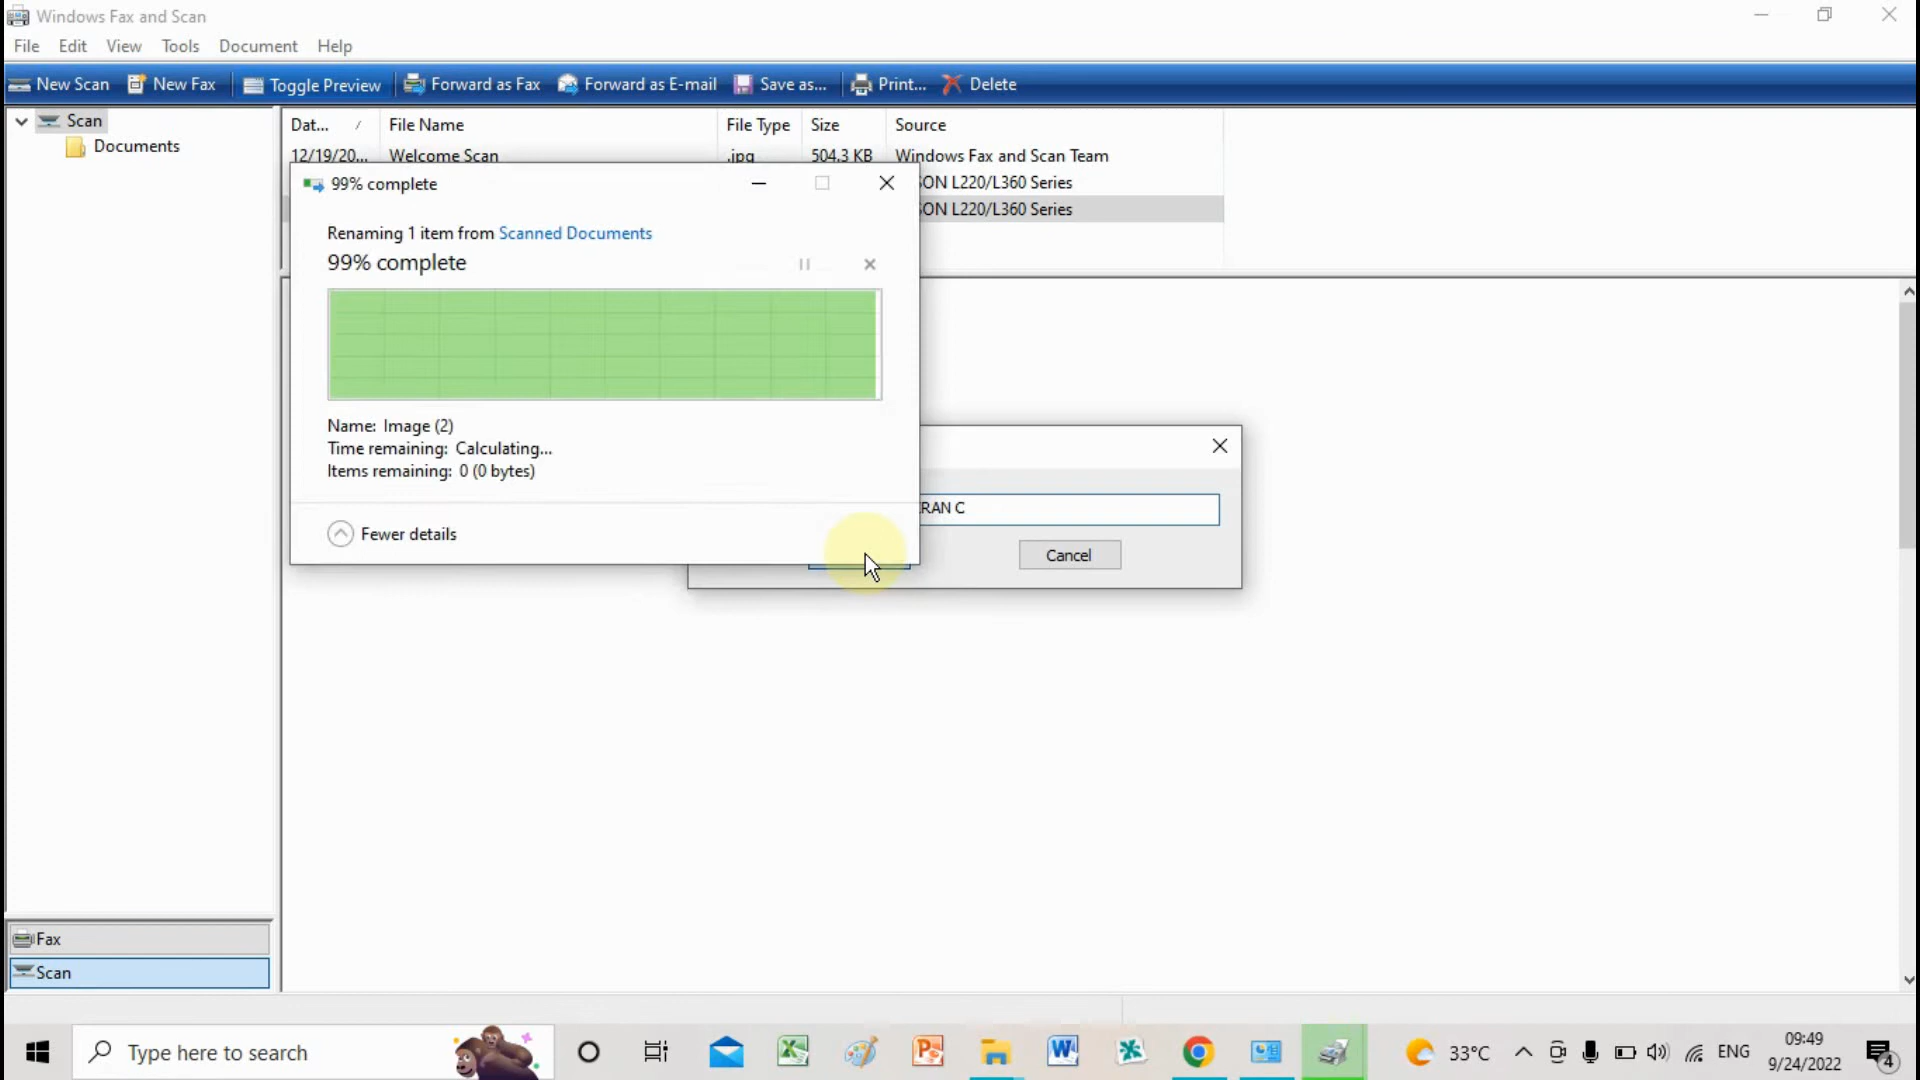 Windows Fax and Scan
File Edit View Tools Document Help
New Scan New Fax Toggle Preview Forward as Fax Forward as E-mail Save as... Print... Delete
Scan
Documents
Dat... File Name File Type Size Source
12/19/20... Welcome Scan .jpg 504.3 KB Windows Fax and Scan Team
SON L220/L360 Series
SON L220/L360 Series
99% complete
Renaming 1 item from Scanned Documents
99% complete
Name: Image (2)
Time remaining: Calculating...
Items remaining: 0 (0 bytes)
Fewer details
RAN C
Cancel
Fax
Scan
Type here to search
33°C ENG
09:49
9/24/2022
4